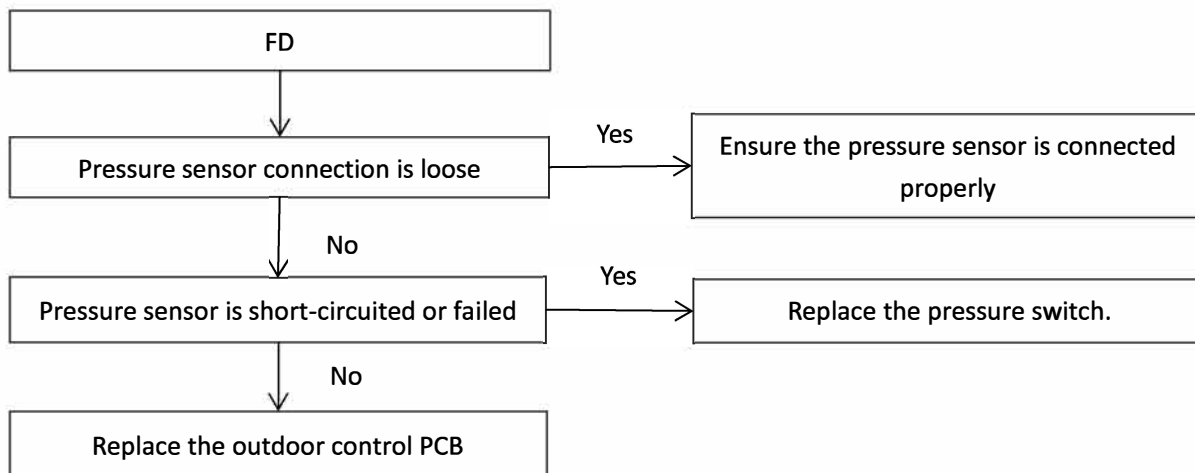 FD
Pressure sensor connection is loose
Yes
Ensure the pressure sensor is connected
properly
No
Pressure sensor is short-circuited or failed
Yes
Replace the pressure switch.
No
Replace the outdoor control PCB